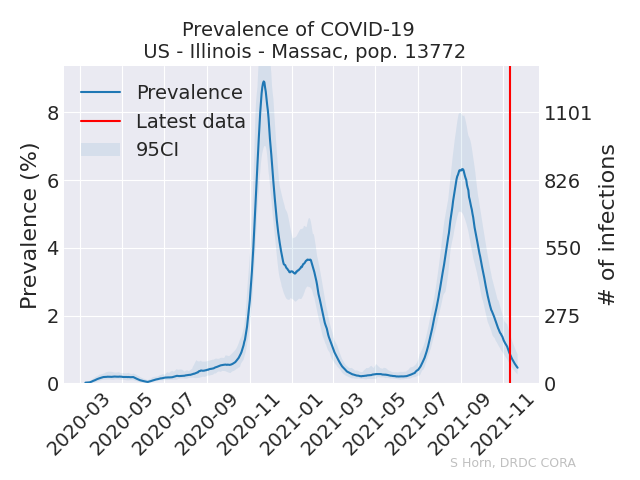 Prevalence of COVID-19
US - Illinois - Massac, pop. 13772
Prevalence
Latest data
95CI
Prevalence (%)
8
6
4
2
0
1101
826
550
275
0
# of infections
2020-03
2020-05
2020-07
2020-09
2020-11
2021-01
2021-03
2021-05
2021-07
2021-09
2021-11
S Horn, DRDC CORA